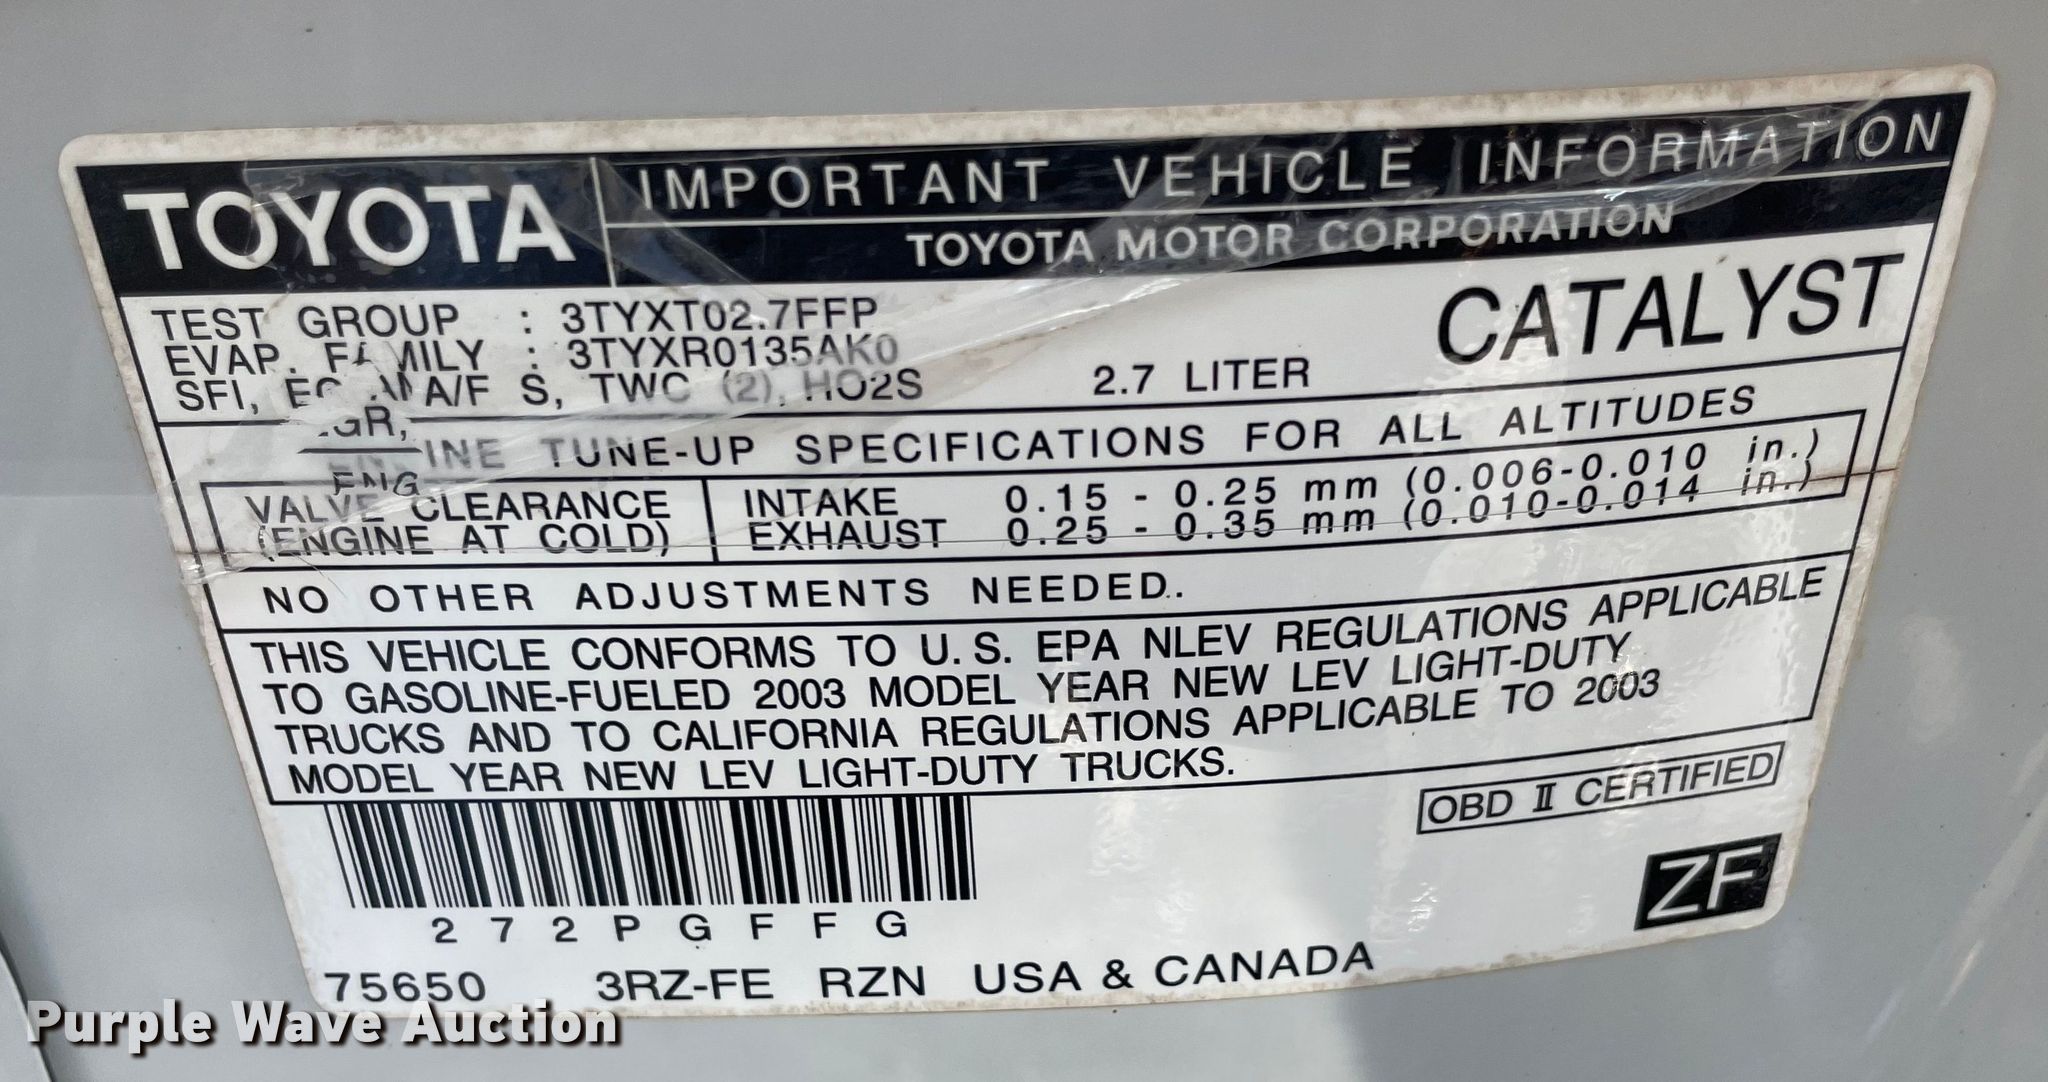 TOYOTA
IMPORTANT VEHICLE INFORMATION
TOYOTA MOTOR CORPORATION
TEST GROUP : 3TYXT02.7FFP
EVAP. FAMILY : 3TYXR0135AK0
SFI, A/F S, TWC (2), HO2S
2.7 LITER
CATALYST
TUNE-UP SPECIFICATIONS FOR ALL ALTITUDES
VALVE CLEARANCE
(ENGINE AT COLD)
INTAKE 0.15 - 0.25 mm (0.006-0.010 in.)
EXHAUST 0.25 - 0.35 mm (0.010-0.014 in.)
NO OTHER ADJUSTMENTS NEEDED.
THIS VEHICLE CONFORMS TO U.S. EPA NLEV REGULATIONS APPLICABLE
TO GASOLINE-FUELED 2003 MODEL YEAR NEW LEV LIGHT-DUTY
TRUCKS AND TO CALIFORNIA REGULATIONS APPLICABLE TO 2003
MODEL YEAR NEW LEV LIGHT-DUTY TRUCKS.
OBD II CERTIFIED
272PGFFG
ZF
75650 3RZ-FE RZN USA & CANADA
Purple Wave Auction